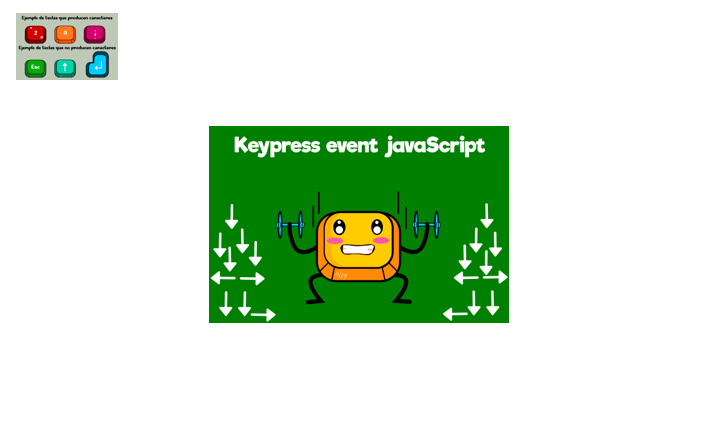 Ejemplo de teclas que producen caracteres
2 a ;
Ejemplo de teclas que no producen caracteres
Esc
Keypress event javaScript